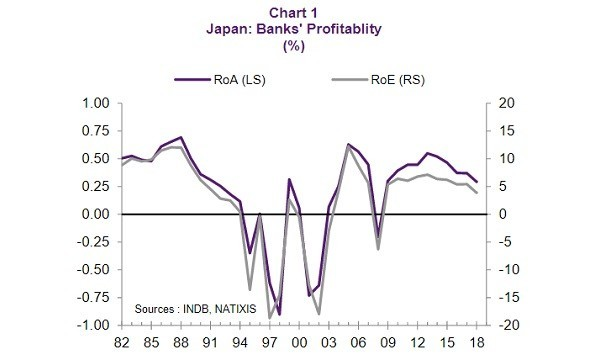 Chart 1
Japan: Banks' Profitablity
(%)
RoA (LS) RoE (RS)
1.00 20
0.75 15
0.50 10
0.25 5
0.00 0
-0.25 -5
-0.50 -10
-0.75 -15
Sources : INDB, NATIXIS
-1.00 -20
82 85 88 91 94 97 00 03 06 09 12 15 18